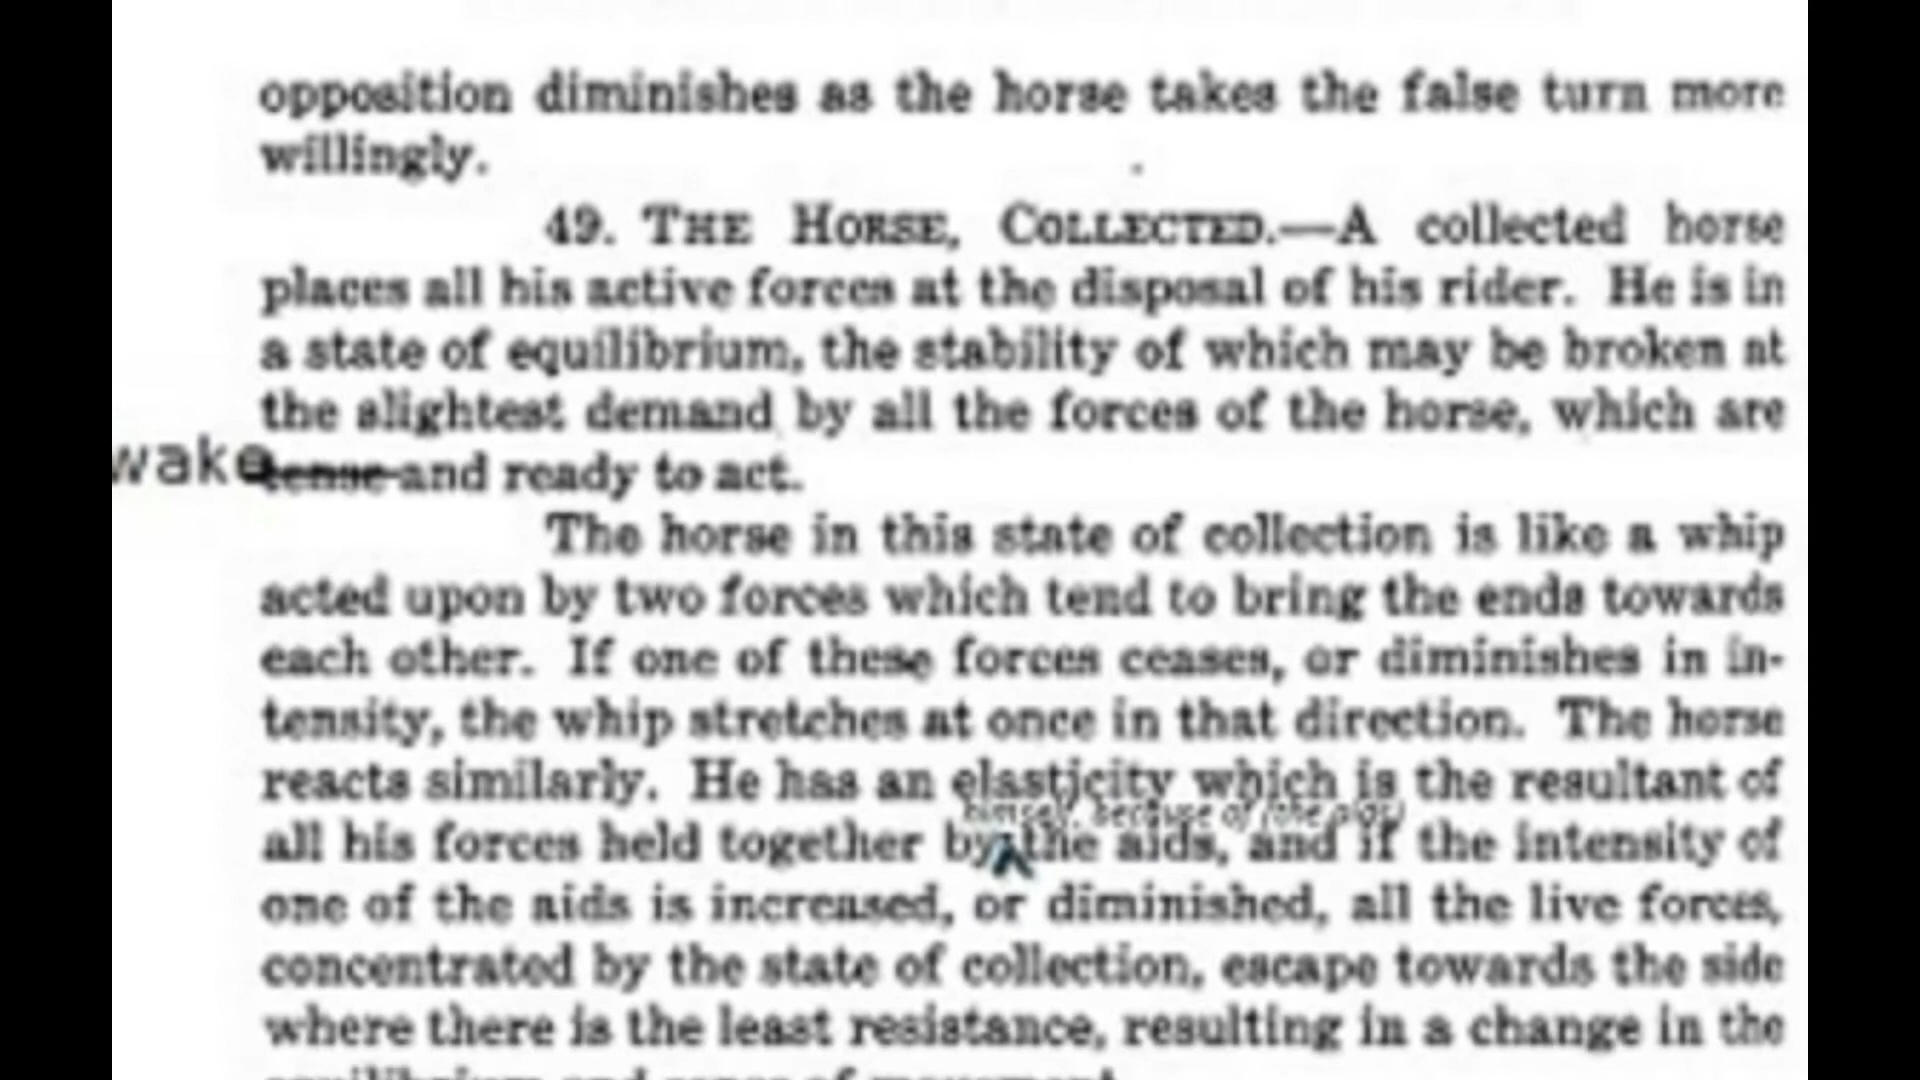 opposition diminishes as the horse takes the false turn more
willingly.
49. THE HORSE, COLLECTED.—A collected horse
places all his active forces at the disposal of his rider. He is in
a state of equilibrium, the stability of which may be broken at
the slightest demand by all the forces of the horse, which are
wake tense and ready to act.
The horse in this state of collection is like a whip
acted upon by two forces which tend to bring the ends towards
each other. If one of these forces ceases, or diminishes in in-
tensity, the whip stretches at once in that direction. The horse
reacts similarly. He has an elasticity which is the resultant of
himself, because of (the aids)
all his forces held together by the aids, and if the intensity of
one of the aids is increased, or diminished, all the live forces,
concentrated by the state of collection, escape towards the side
where there is the least resistance, resulting in a change in the